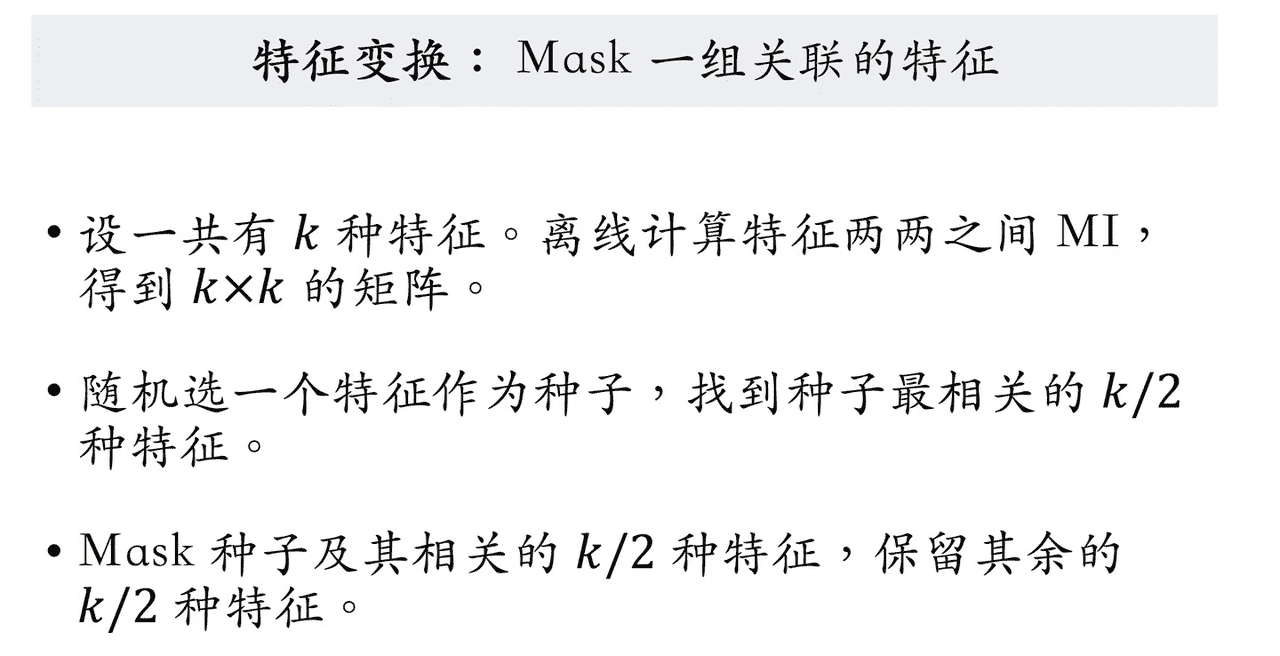 特征变换：Mask 一组关联的特征
• 设一共有 k 种特征。离线计算特征两两之间 MI，
得到 k×k 的矩阵。
• 随机选一个特征作为种子，找到种子最相关的 k/2
种特征。
• Mask 种子及其相关的 k/2 种特征，保留其余的
k/2 种特征。